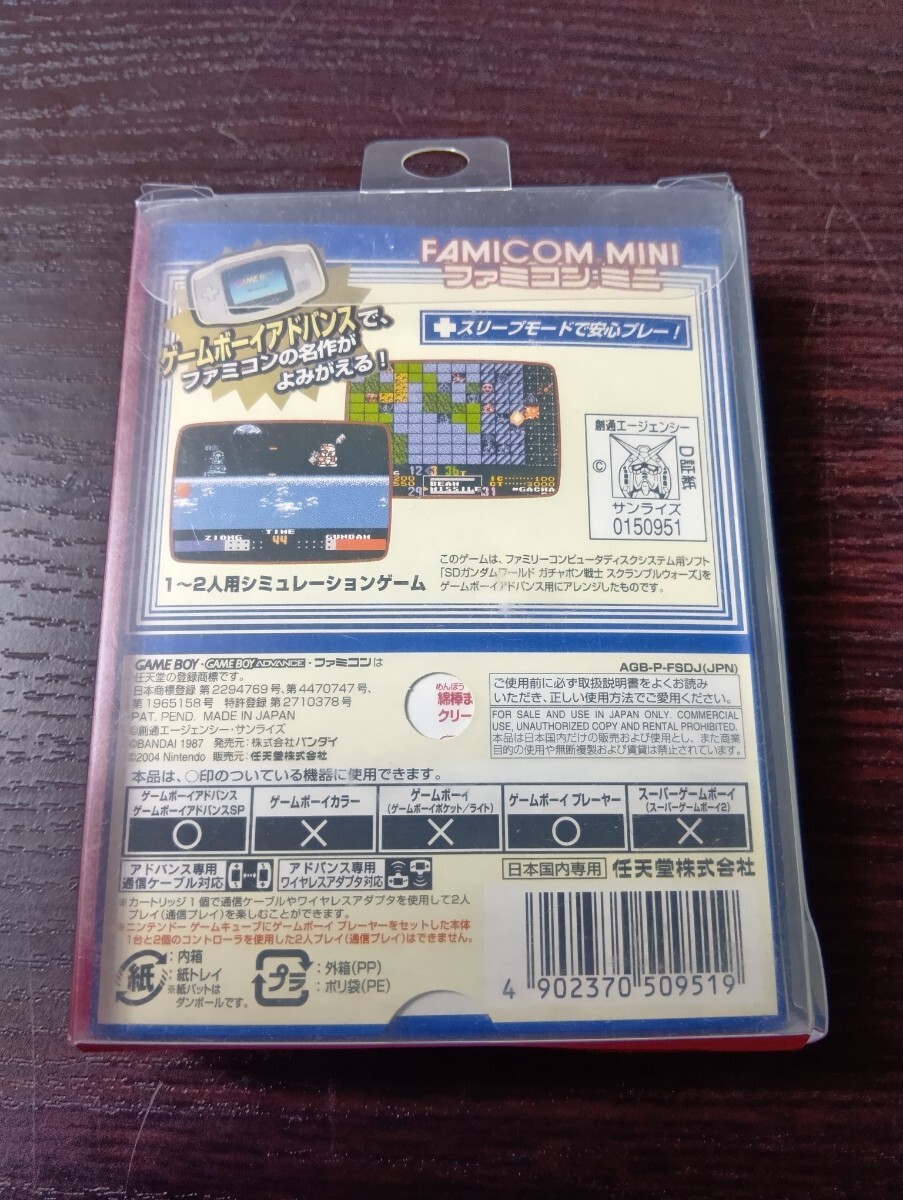 FAMICOM MINI
ファミコン:ミニ
GAME BOY
ゲームボーイアドバンスで、
ファミコンの名作が
よみがえる!
スリープモードで安心プレー!
12 3 36T
BEAM
MISSILE
100
3000
GACHA
TIME
ZIONG 44 GUNDAM
創通エージェンシー
©
D証紙
サンライズ
0150951
1〜2人用シミュレーションゲーム
このゲームは、ファミリーコンピュータディスクシステム用ソフト
「SDガンダムワールド ガチャポン戦士 スクランブルウォーズ」を
ゲームボーイアドバンス用にアレンジしたものです。
GAME BOY・GAME BOY ADVANCE・ファミコンは
任天堂の登録商標です。
日本商標登録 第2294769号、第4470747号、
第1965158号 特許登録 第2710378号
PAT. PEND. MADE IN JAPAN
©創通エージェンシー・サンライズ
©BANDAI 1987 発売元:株式会社バンダイ
©2004 Nintendo 販売元:任天堂株式会社
めんぼう
綿棒ま
クリー
AGB-P-FSDJ(JPN)
ご使用前に必ず取扱説明書をよくお読み
いただき、正しい使用方法でご愛用ください。
FOR SALE AND USE IN JAPAN ONLY. COMMERCIAL
USE, UNAUTHORIZED COPY AND RENTAL PROHIBITED.
本品は日本国内だけの販売および使用とし、また商業
目的の使用や無断複製および賃貸は禁止されています。
本品は、○印のついている機器に使用できます。
ゲームボーイアドバンス
ゲームボーイアドバンスSP
○
ゲームボーイカラー
×
ゲームボーイ
(ゲームボーイポケット/ライト)
×
ゲームボーイ プレーヤー
○
スーパーゲームボーイ
(スーパーゲームボーイ2)
×
アドバンス専用
通信ケーブル対応
アドバンス専用
ワイヤレスアダプタ対応
日本国内専用 任天堂株式会社
※カートリッジ1個で通信ケーブルやワイヤレスアダプタを使用して2人
プレイ(通信プレイ)を楽しむことができます。
※ニンテンドー ゲームキューブにゲームボーイ プレーヤーをセットした本体
1台と2個のコントローラを使用した2人プレイ(通信プレイ)はできません。
紙
:内箱
:紙トレイ
※紙パットは
ダンボールです。
プラ
:外箱(PP)
:ポリ袋(PE)
4 902370 509519